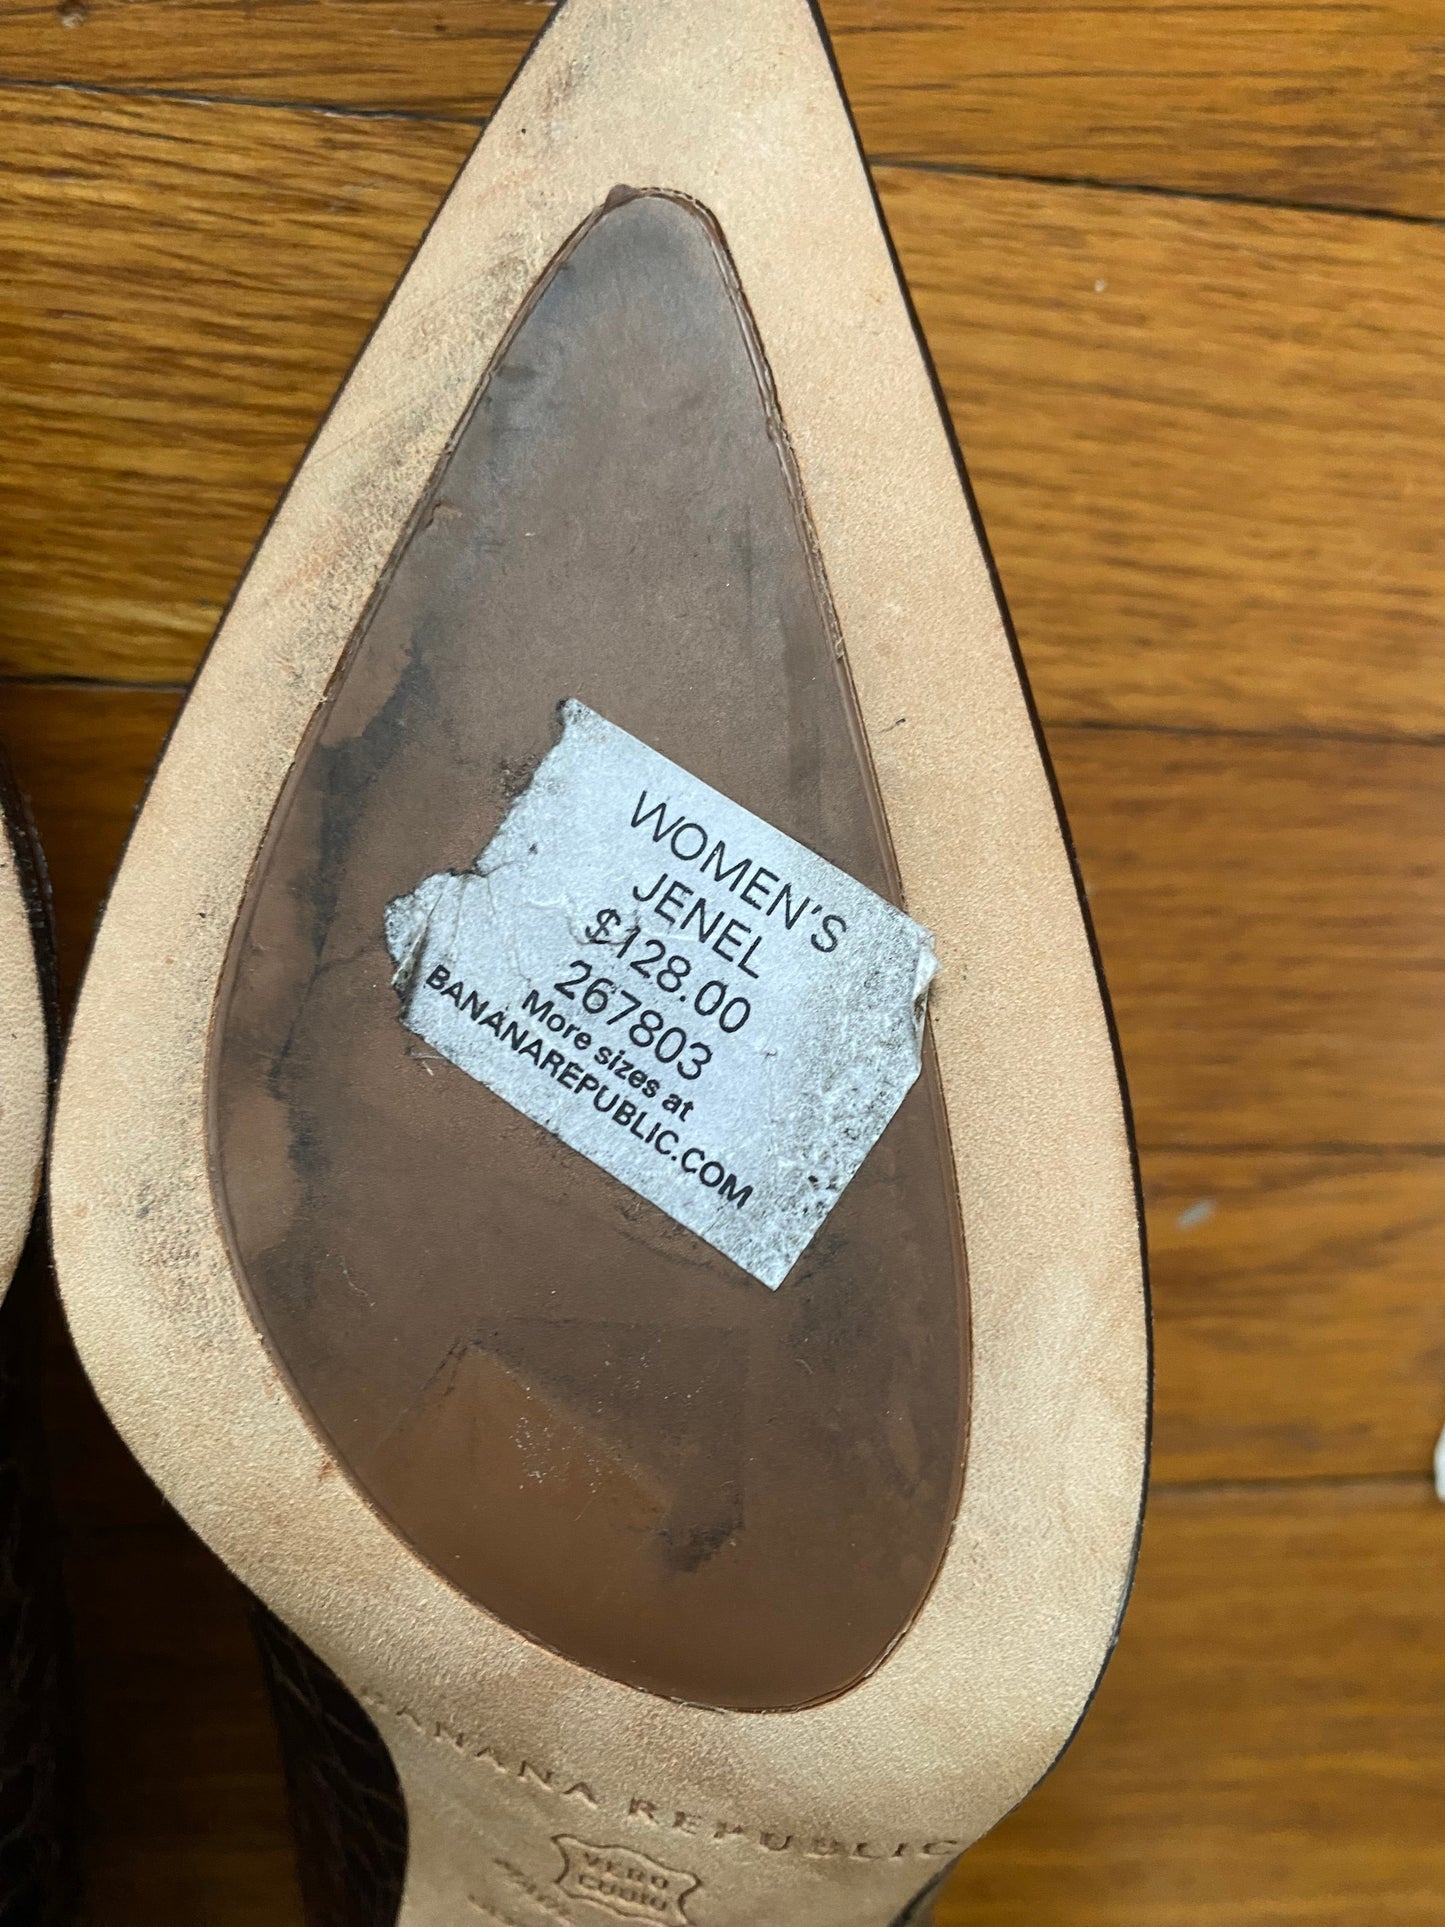 WOMEN'S
JENEL
$128.00
267803
More sizes at
BANANAREPUBLIC.COM
BANANA REPUBLIC
VERO
CUOIO